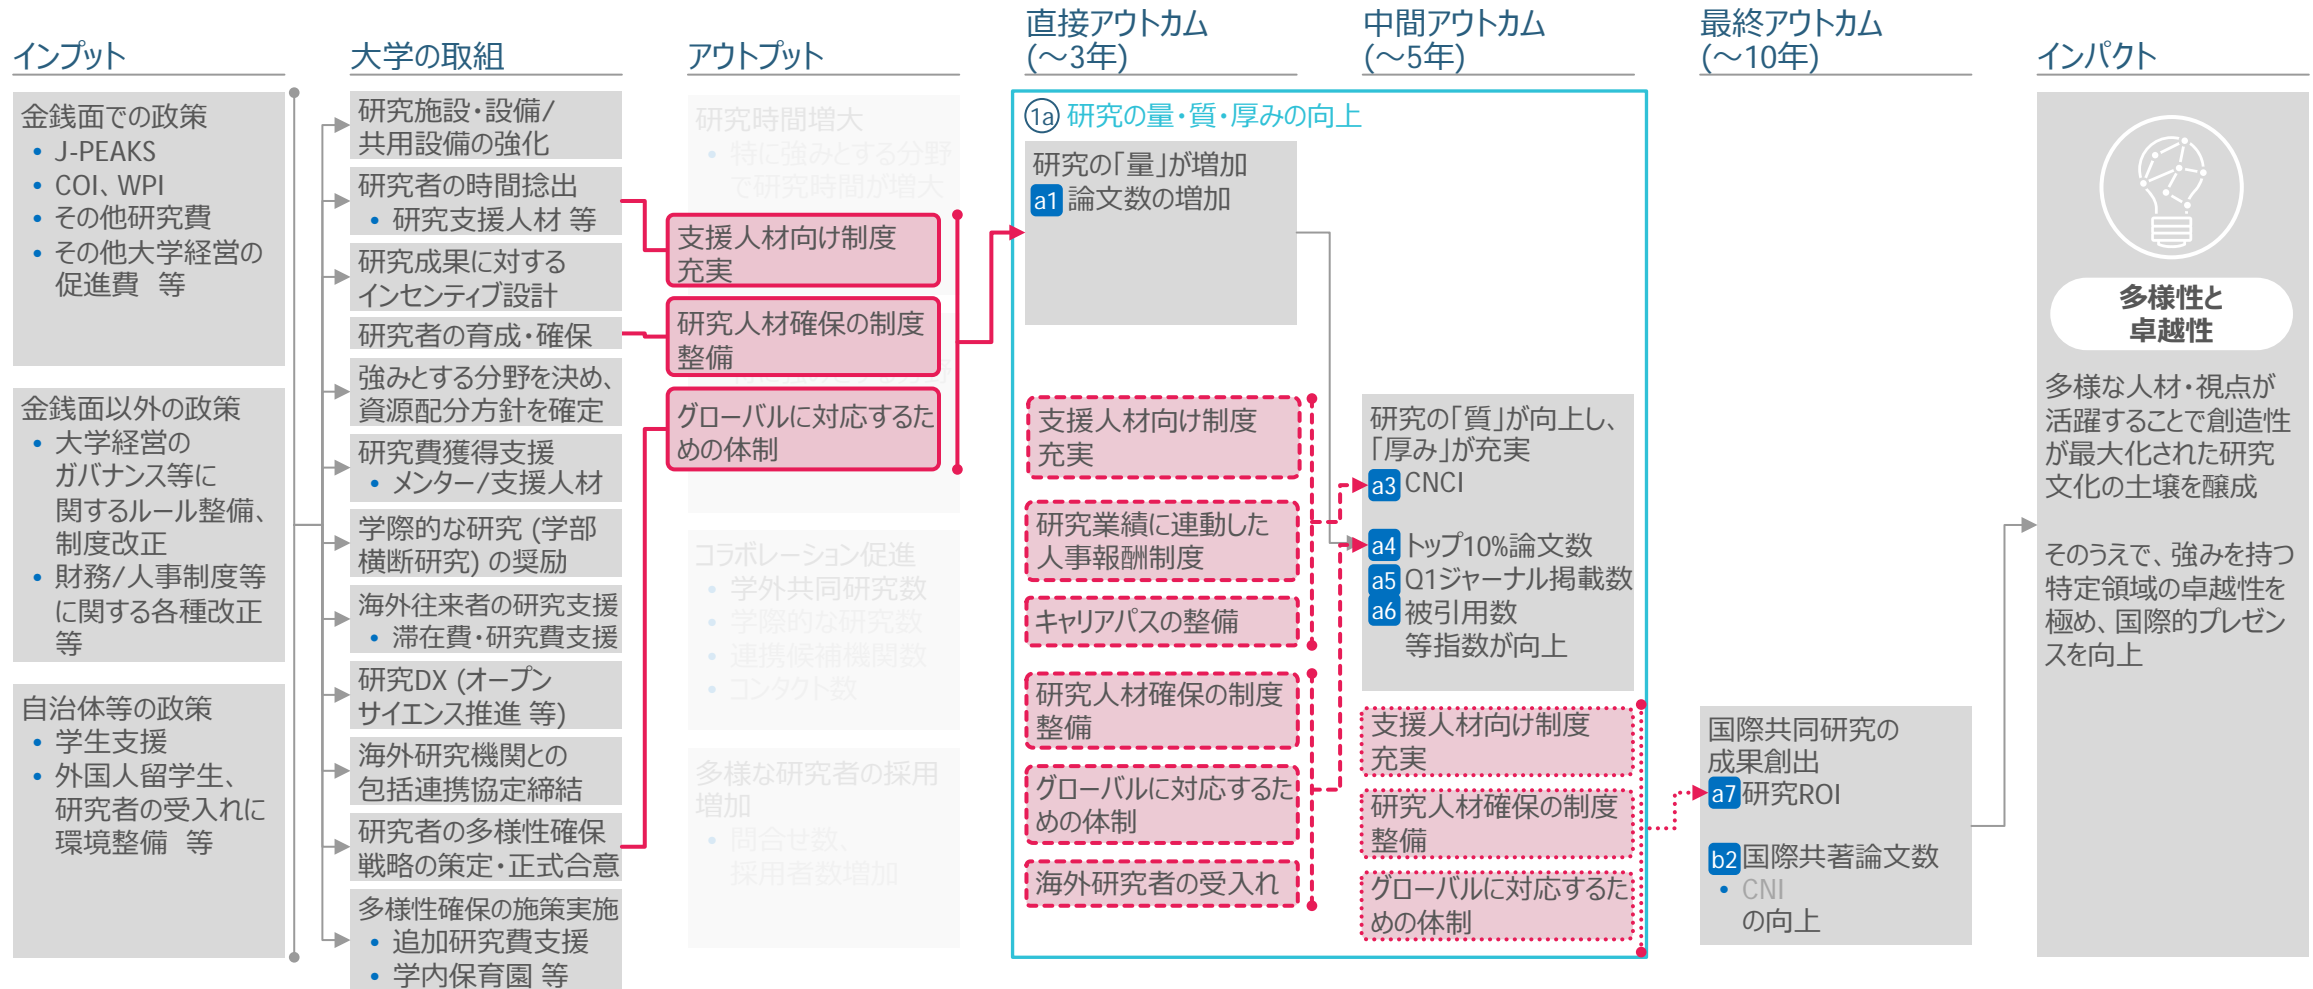 インプット
金銭面での政策
• J-PEAKS
• COI、WPI
• その他研究費
• その他大学経営の
促進費 等
金銭面以外の政策
• 大学経営の
ガバナンス等に
関するルール整備、
制度改正
• 財務/人事制度等
に関する各種改正
等
自治体等の政策
• 学生支援
• 外国人留学生、
研究者の受入れに
環境整備 等
大学の取組
研究施設・設備/
共用設備の強化
研究者の時間捻出
• 研究支援人材 等
研究成果に対する
インセンティブ設計
研究者の育成・確保
強みとする分野を決め、
資源配分方針を確定
研究費獲得支援
• メンター/支援人材
学際的な研究 (学部
横断研究) の奨励
海外往来者の研究支援
• 滞在費・研究費支援
研究DX (オープン
サイエンス推進 等)
海外研究機関との
包括連携協定締結
研究者の多様性確保
戦略の策定・正式合意
多様性確保の施策実施
• 追加研究費支援
• 学内保育園 等
アウトプット
研究時間増大
• 特に強みとする分野
で研究時間が増大
支援人材向け制度
充実
研究人材確保の制度
整備
グローバルに対応するた
めの体制
コラボレーション促進
• 学外共同研究数
• 学際的な研究数
• 連携候補機関数
• コンタクト数
多様な研究者の採用
増加
• 問合せ数、
採用者数増加
直接アウトカム
(～3年)
1a 研究の量・質・厚みの向上
研究の「量」が増加
a1 論文数の増加
支援人材向け制度
充実
研究業績に連動した
人事報酬制度
キャリアパスの整備
研究人材確保の制度
整備
グローバルに対応するた
めの体制
海外研究者の受入れ
中間アウトカム
(～5年)
研究の「質」が向上し、
「厚み」が充実
a3 CNCI
a4 トップ10%論文数
a5 Q1ジャーナル掲載数
a6 被引用数
等指数が向上
支援人材向け制度
充実
研究人材確保の制度
整備
グローバルに対応するた
めの体制
最終アウトカム
(～10年)
国際共同研究の
成果創出
a7 研究ROI
b2 国際共著論文数
• CNI
の向上
インパクト
多様性と
卓越性
多様な人材・視点が
活躍することで創造性
が最大化された研究
文化の土壌を醸成
そのうえで、強みを持つ
特定領域の卓越性を
極め、国際的プレゼン
スを向上